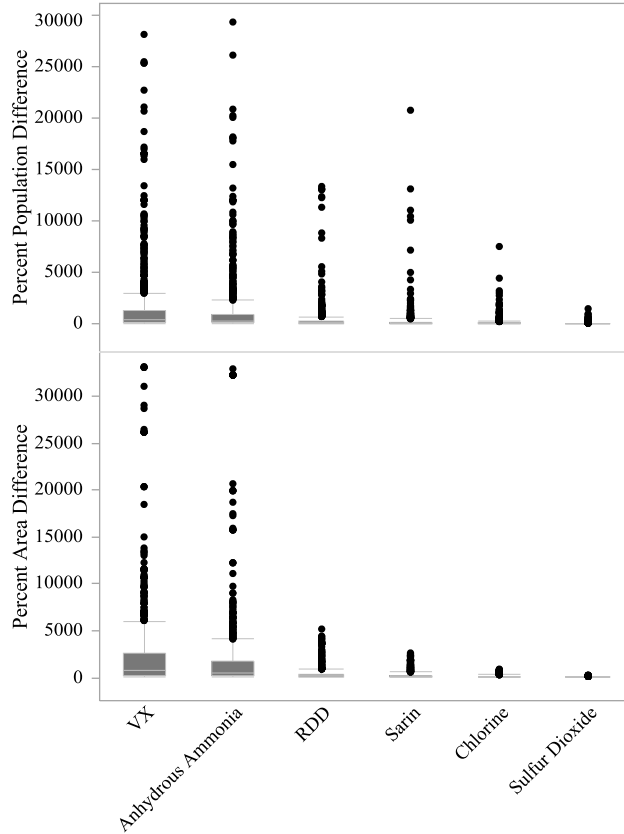 Percent Population Difference
30000
25000
20000
15000
10000
5000
0
Percent Area Difference
30000
25000
20000
15000
10000
5000
0
VX
Anhydrous Ammonia
RDD
Sarin
Chlorine
Sulfur Dioxide